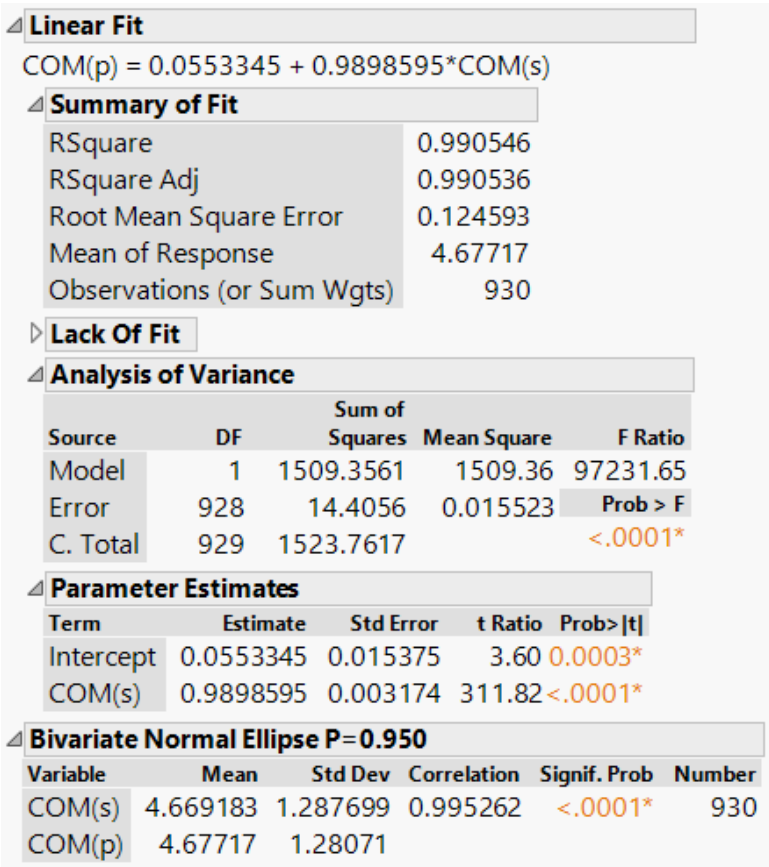 Linear Fit
COM(p) = 0.0553345 + 0.9898595*COM(s)
Summary of Fit
RSquare 0.990546
RSquare Adj 0.990536
Root Mean Square Error 0.124593
Mean of Response 4.67717
Observations (or Sum Wgts) 930
Lack Of Fit
Analysis of Variance
Source DF Sum of Squares Mean Square F Ratio
Model 1 1509.3561 1509.36 97231.65
Error 928 14.4056 0.015523 Prob > F
C. Total 929 1523.7617 <.0001*
Parameter Estimates
Term Estimate Std Error t Ratio Prob>|t|
Intercept 0.0553345 0.015375 3.60 0.0003*
COM(s) 0.9898595 0.003174 311.82 <.0001*
Bivariate Normal Ellipse P=0.950
Variable Mean Std Dev Correlation Signif. Prob Number
COM(s) 4.669183 1.287699 0.995262 <.0001* 930
COM(p) 4.67717 1.28071